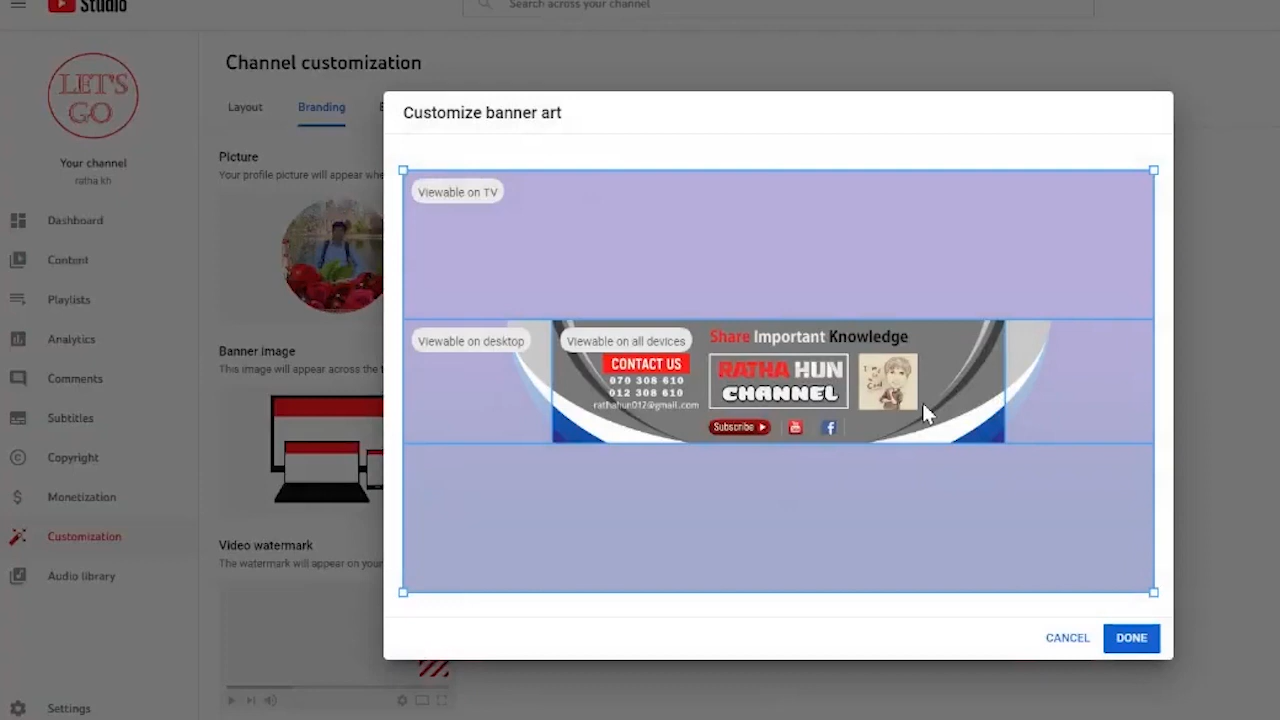 Studio
Search across your channel
LET'S
GO
Your channel
ratha kh
Dashboard
Content
Playlists
Analytics
Comments
Subtitles
Copyright
Monetization
Customization
Audio library
Settings
Channel customization
Layout
Branding
Picture
Your profile picture will appear
Banner image
This image will appear across the
Video watermark
The watermark will appear on your
Customize banner art
Viewable on TV
Viewable on desktop
Viewable on all devices
CONTACT US
070 308 610
012 308 610
rathahun012@gmail.com
Share Important Knowledge
RATHA HUN
CHANNEL
Subscribe
CANCEL
DONE